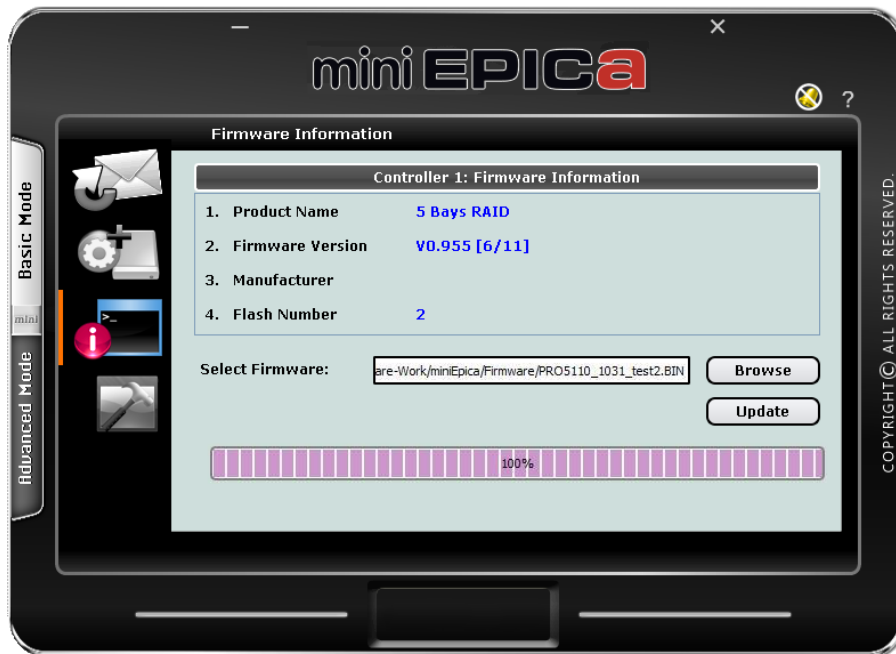 mini EPICa
?
Firmware Information
Controller 1: Firmware Information
1. Product Name 5 Bays RAID
2. Firmware Version V0.955 [6/11]
3. Manufacturer
4. Flash Number 2
Select Firmware: are-Work/miniEpica/Firmware/PRO5110_1031_test2.BIN Browse
Update
100%
Basic Mode
mini
Advanced Mode
>_
i
COPYRIGHT © ALL RIGHTS RESERVED.